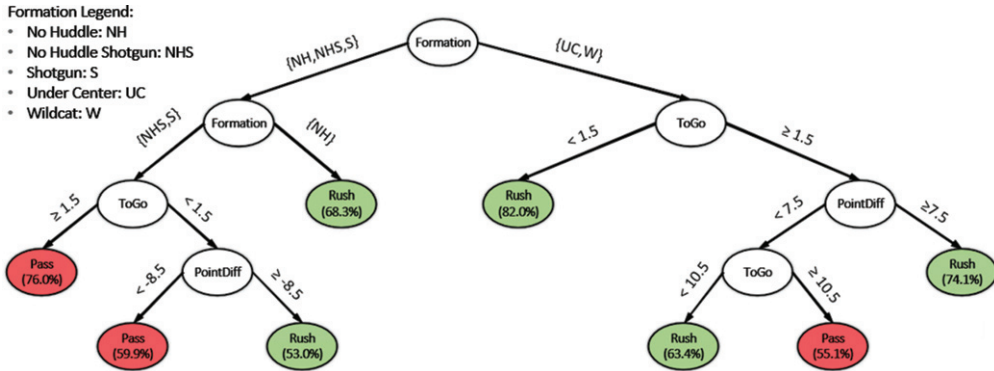 Formation Legend:
• No Huddle: NH
• No Huddle Shotgun: NHS
• Shotgun: S
• Under Center: UC
• Wildcat: W
Formation
{NH,NHS,S}
{UC,W}
Formation
ToGo
{NHS,S}
{NH}
< 1.5
≥ 1.5
ToGo
Rush
(68.3%)
Rush
(82.0%)
PointDiff
≥ 1.5
< 1.5
< 7.5
≥7.5
Pass
(76.0%)
PointDiff
ToGo
Rush
(74.1%)
< -8.5
≥ -8.5
< 10.5
≥ 10.5
Pass
(59.9%)
Rush
(53.0%)
Rush
(63.4%)
Pass
(55.1%)